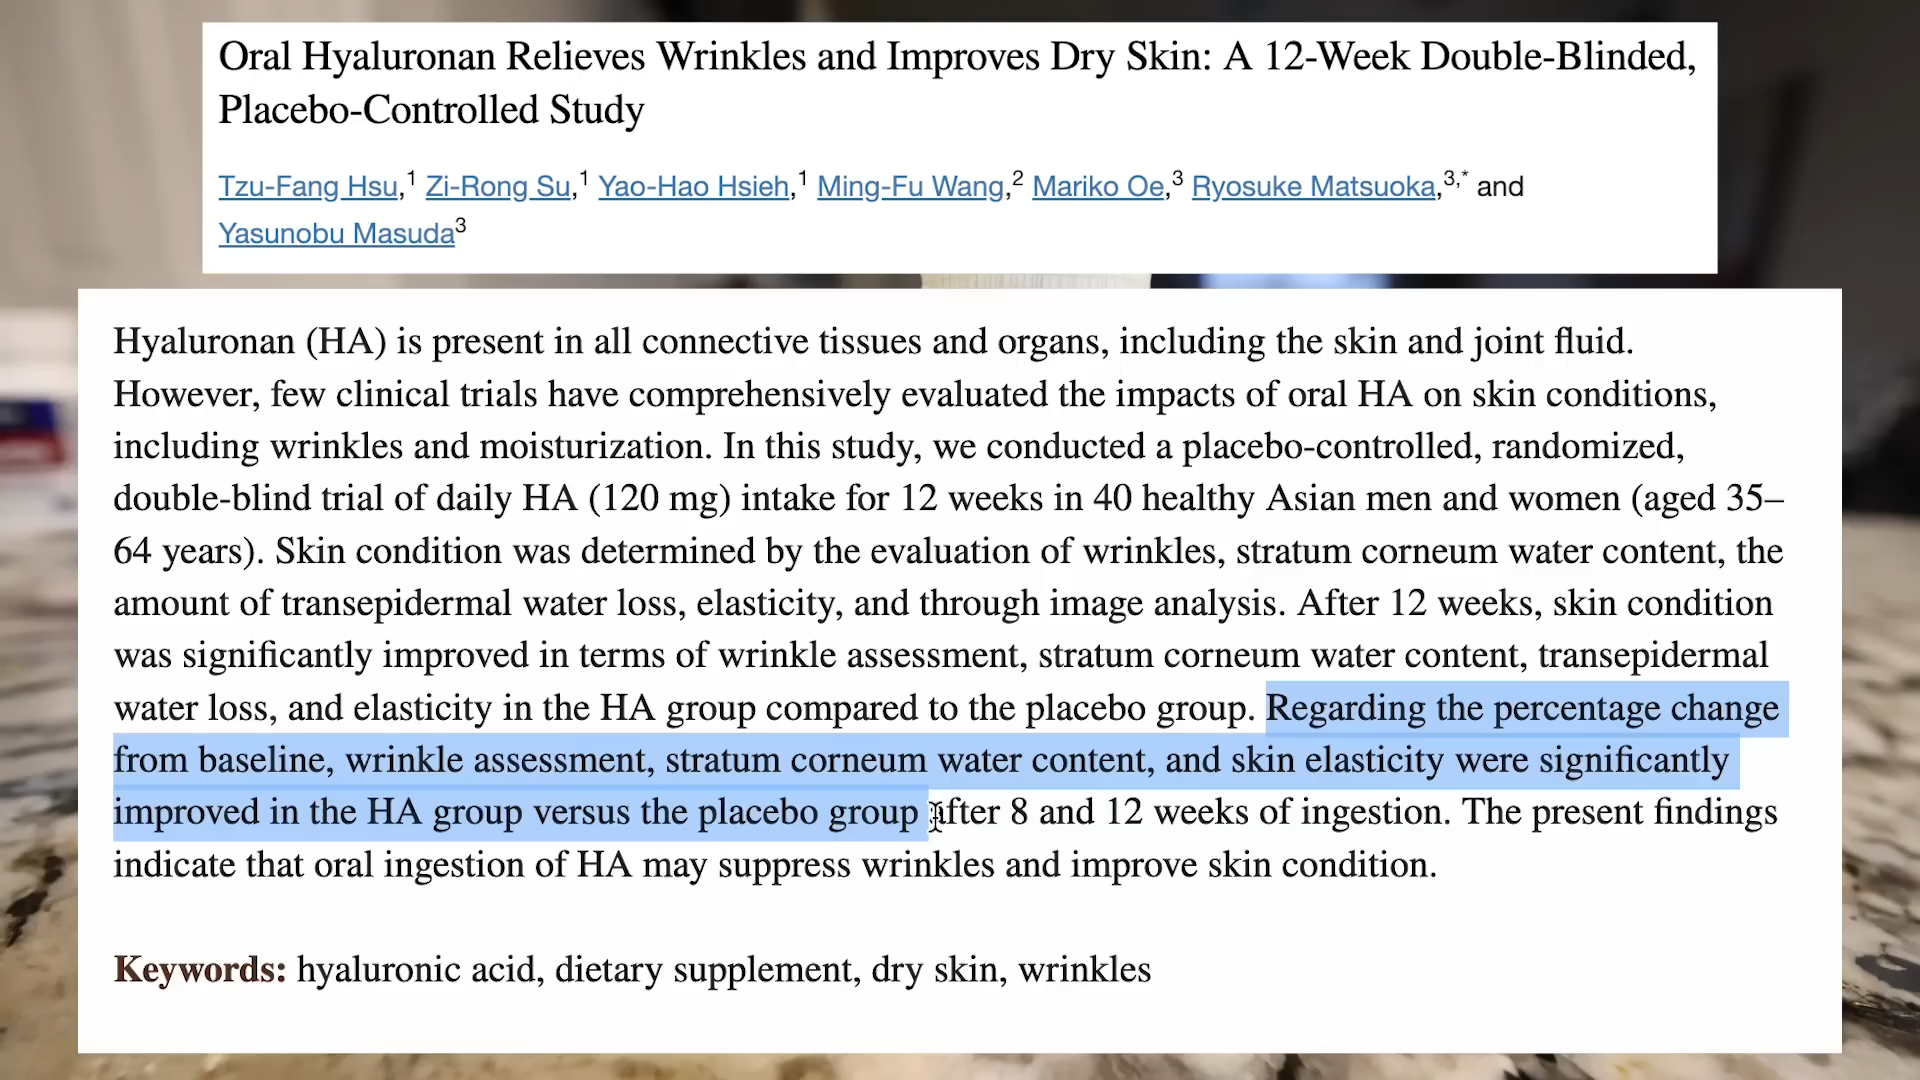 Oral Hyaluronan Relieves Wrinkles and Improves Dry Skin: A 12-Week Double-Blinded,
Placebo-Controlled Study
Tzu-Fang Hsu,1 Zi-Rong Su,1 Yao-Hao Hsieh,1 Ming-Fu Wang,2 Mariko Oe,3 Ryosuke Matsuoka,3,* and
Yasunobu Masuda3
Hyaluronan (HA) is present in all connective tissues and organs, including the skin and joint fluid.
However, few clinical trials have comprehensively evaluated the impacts of oral HA on skin conditions,
including wrinkles and moisturization. In this study, we conducted a placebo-controlled, randomized,
double-blind trial of daily HA (120 mg) intake for 12 weeks in 40 healthy Asian men and women (aged 35–
64 years). Skin condition was determined by the evaluation of wrinkles, stratum corneum water content, the
amount of transepidermal water loss, elasticity, and through image analysis. After 12 weeks, skin condition
was significantly improved in terms of wrinkle assessment, stratum corneum water content, transepidermal
water loss, and elasticity in the HA group compared to the placebo group. Regarding the percentage change
from baseline, wrinkle assessment, stratum corneum water content, and skin elasticity were significantly
improved in the HA group versus the placebo group after 8 and 12 weeks of ingestion. The present findings
indicate that oral ingestion of HA may suppress wrinkles and improve skin condition.
Keywords: hyaluronic acid, dietary supplement, dry skin, wrinkles